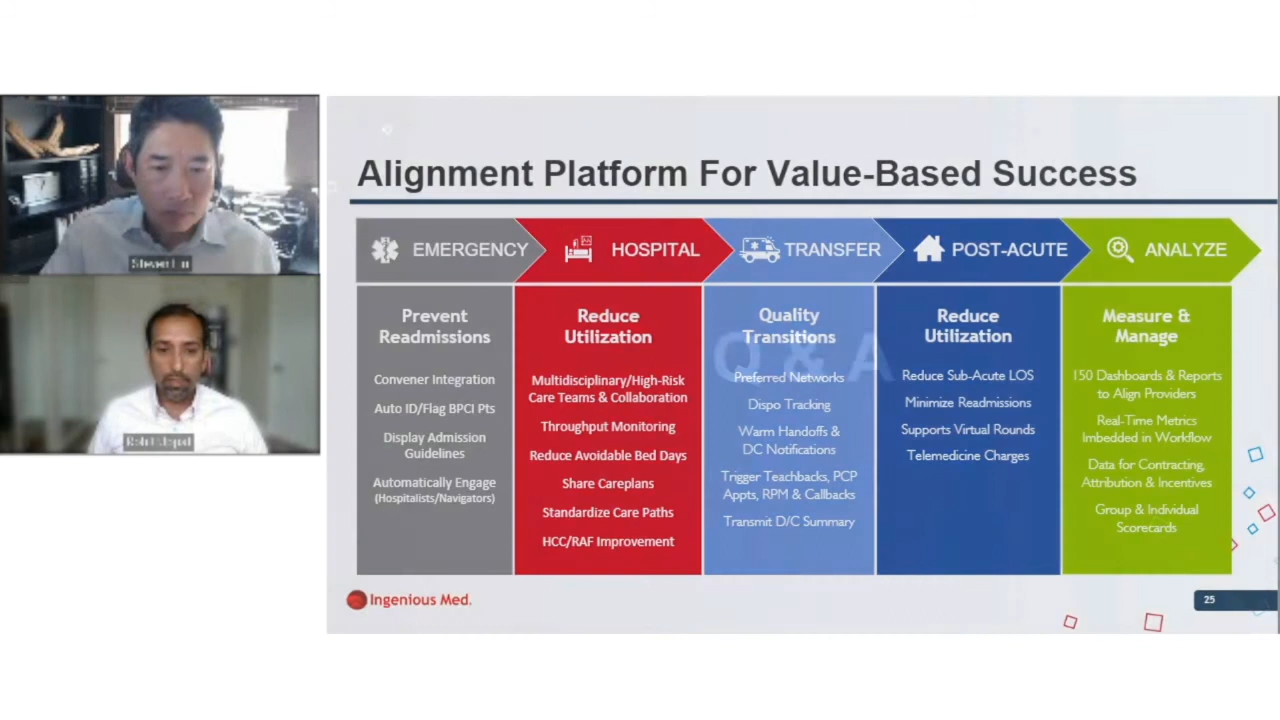 Steven Liu
Alignment Platform For Value-Based Success
EMERGENCY
HOSPITAL
TRANSFER
POST-ACUTE
ANALYZE
Prevent
Readmissions
Convener Integration
Auto ID/Flag BPCI Pts
Display Admission
Guidelines
Automatically Engage
(Hospitalists/Navigators)
Reduce
Utilization
Multidisciplinary/High-Risk
Care Teams & Collaboration
Throughput Monitoring
Reduce Avoidable Bed Days
Share Careplans
Standardize Care Paths
HCC/RAF Improvement
Quality
Transitions
Q & A
Preferred Networks
Dispo Tracking
Warm Handoffs &
DC Notifications
Trigger Teachbacks, PCP
Appts, RPM & Callbacks
Transmit D/C Summary
Reduce
Utilization
Reduce Sub-Acute LOS
Minimize Readmissions
Supports Virtual Rounds
Telemedicine Charges
Measure &
Manage
150 Dashboards & Reports
to Align Providers
Real-Time Metrics
Imbedded in Workflow
Data for Contracting,
Attribution & Incentives
Group & Individual
Scorecards
Ingenious Med.
25